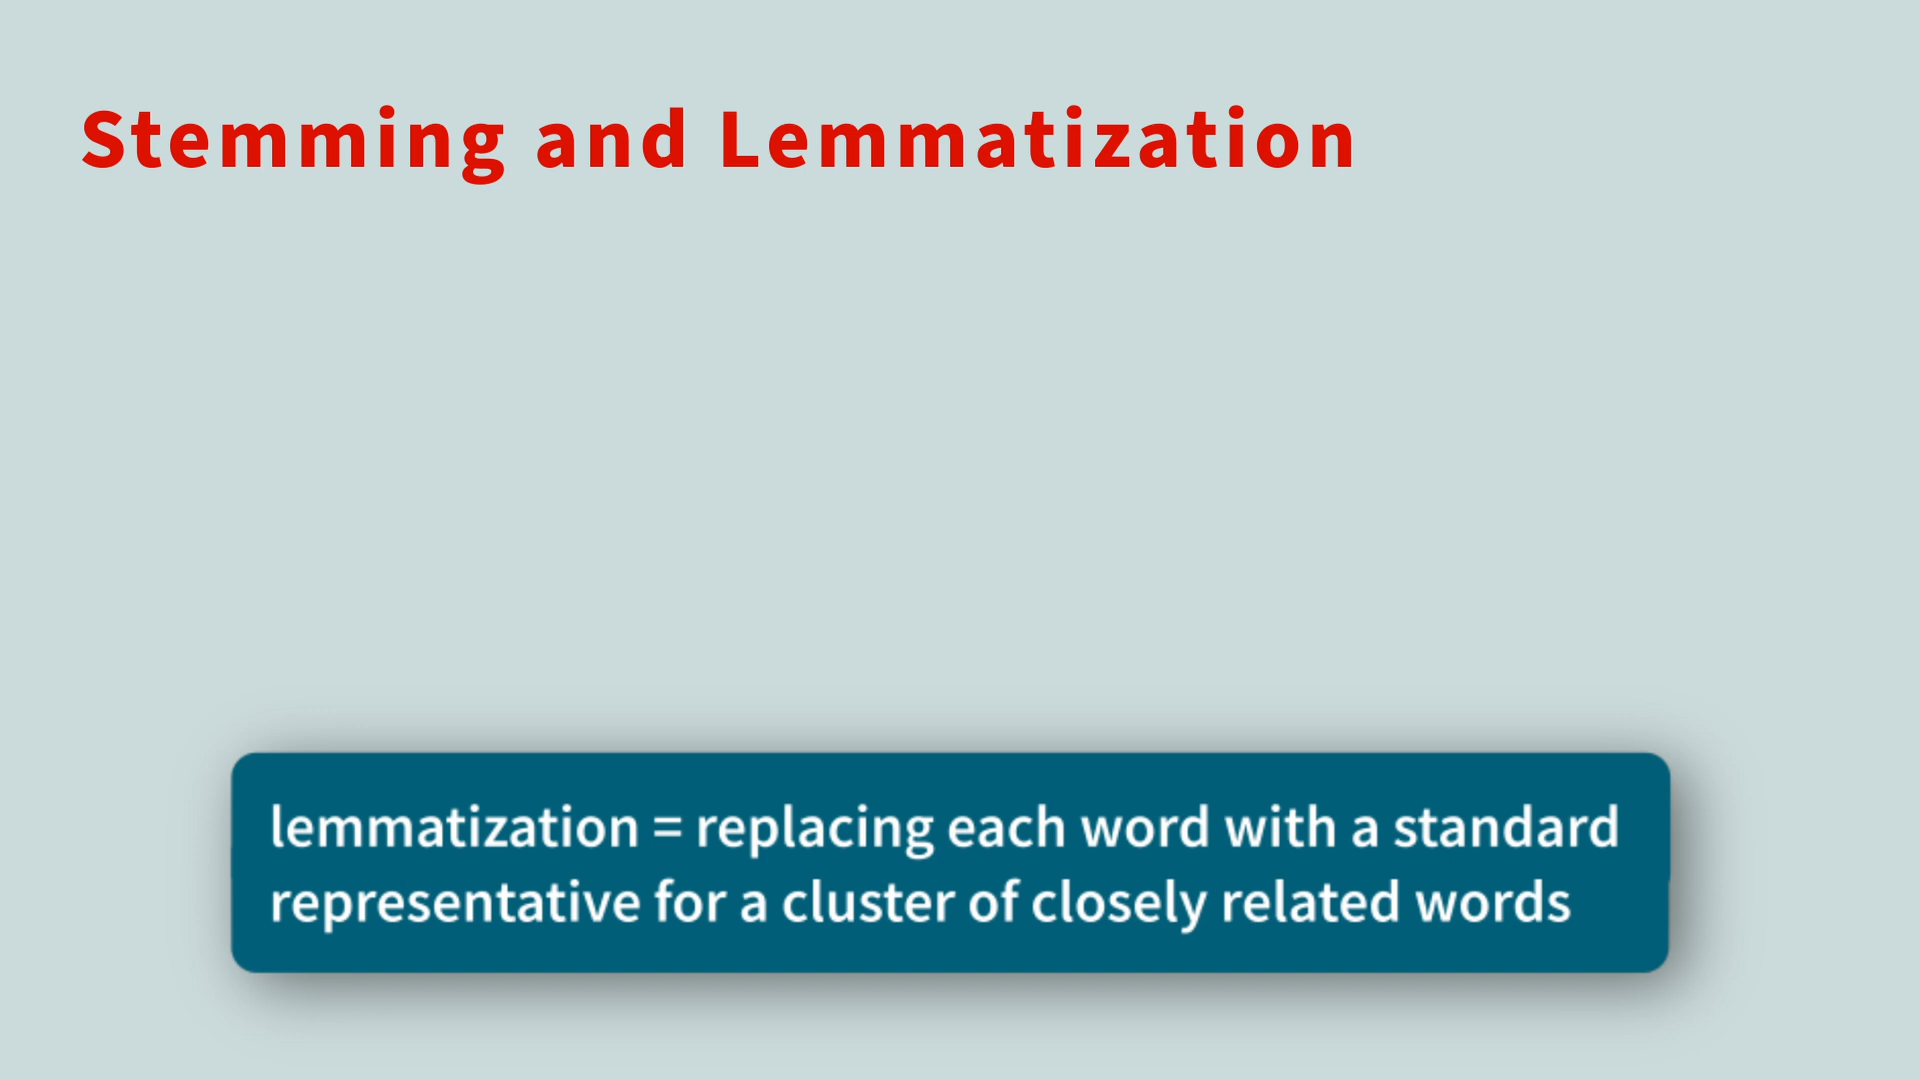 Stemming and Lemmatization
lemmatization = replacing each word with a standard
representative for a cluster of closely related words